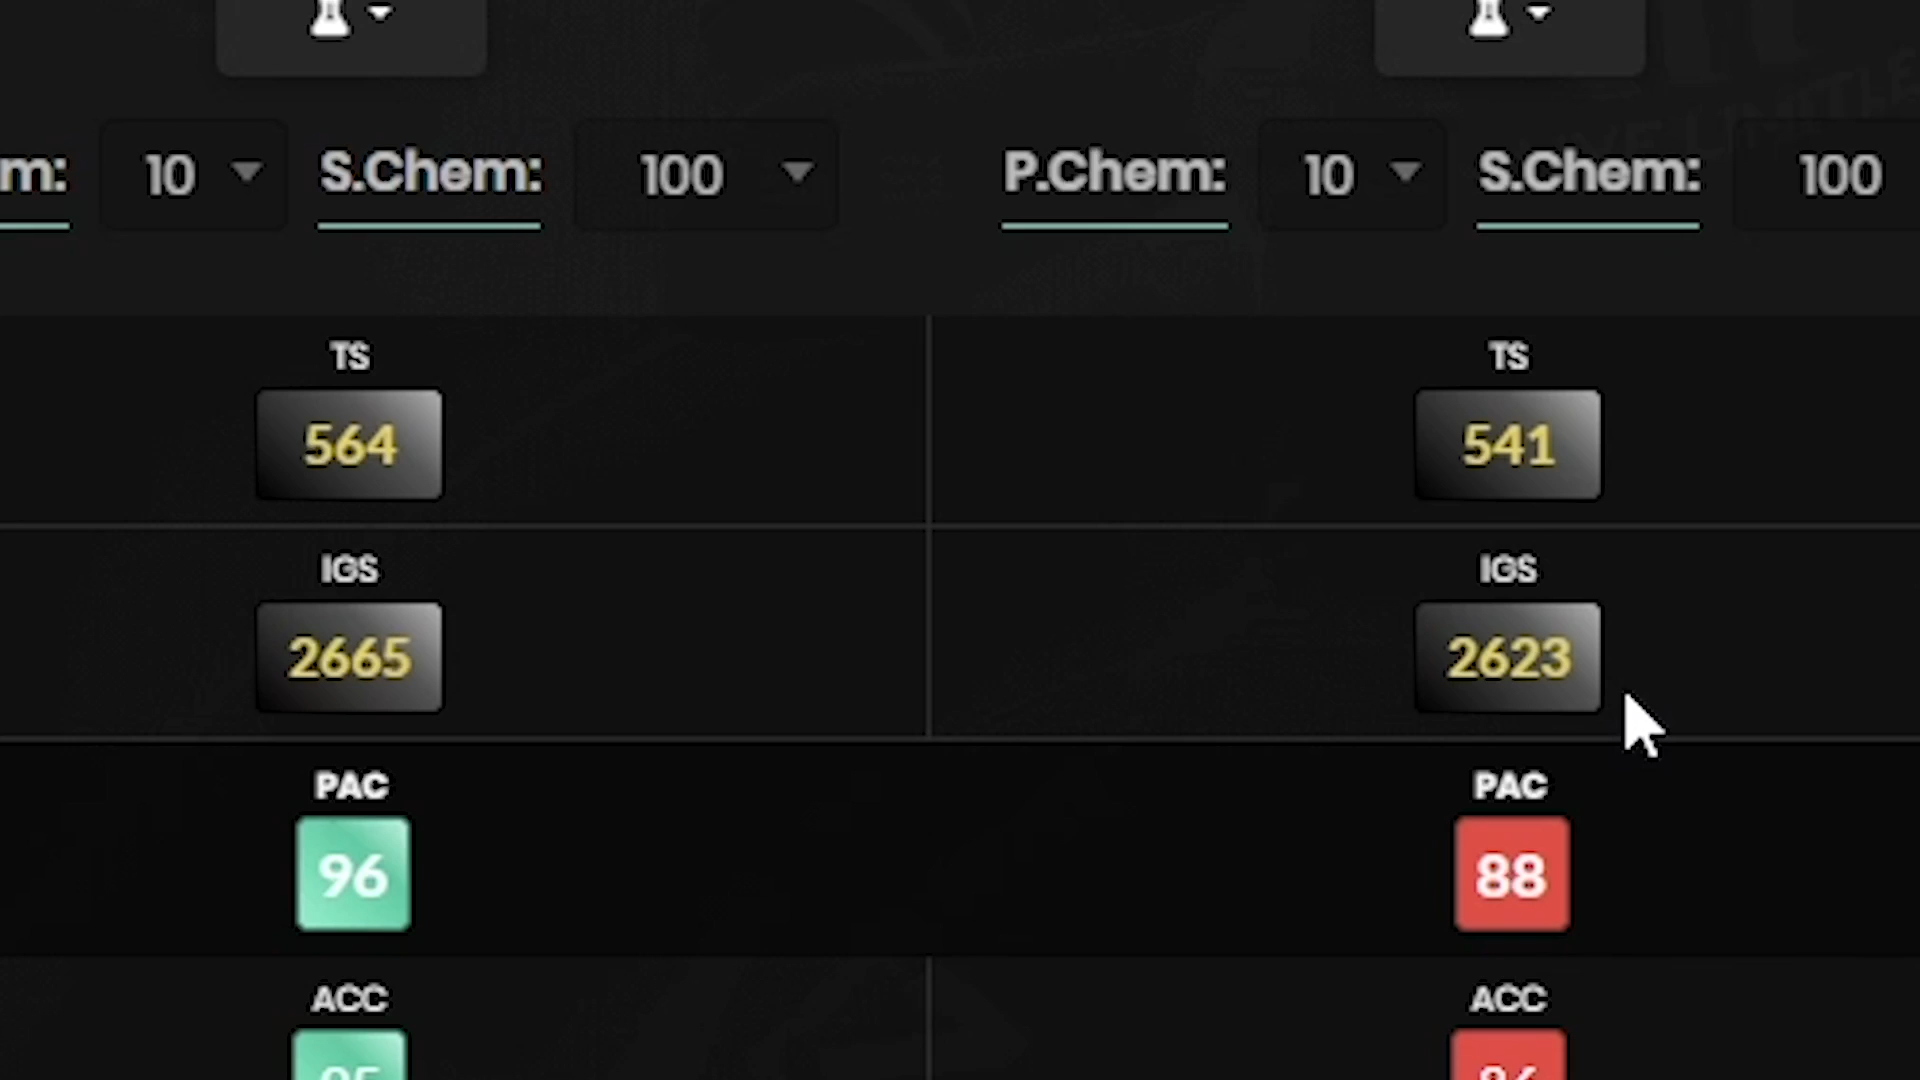 m: 10 S.Chem: 100 P.Chem: 10 S.Chem: 100
TS TS
564 541
IGS IGS
2665 2623
PAC PAC
96 88
ACC ACC